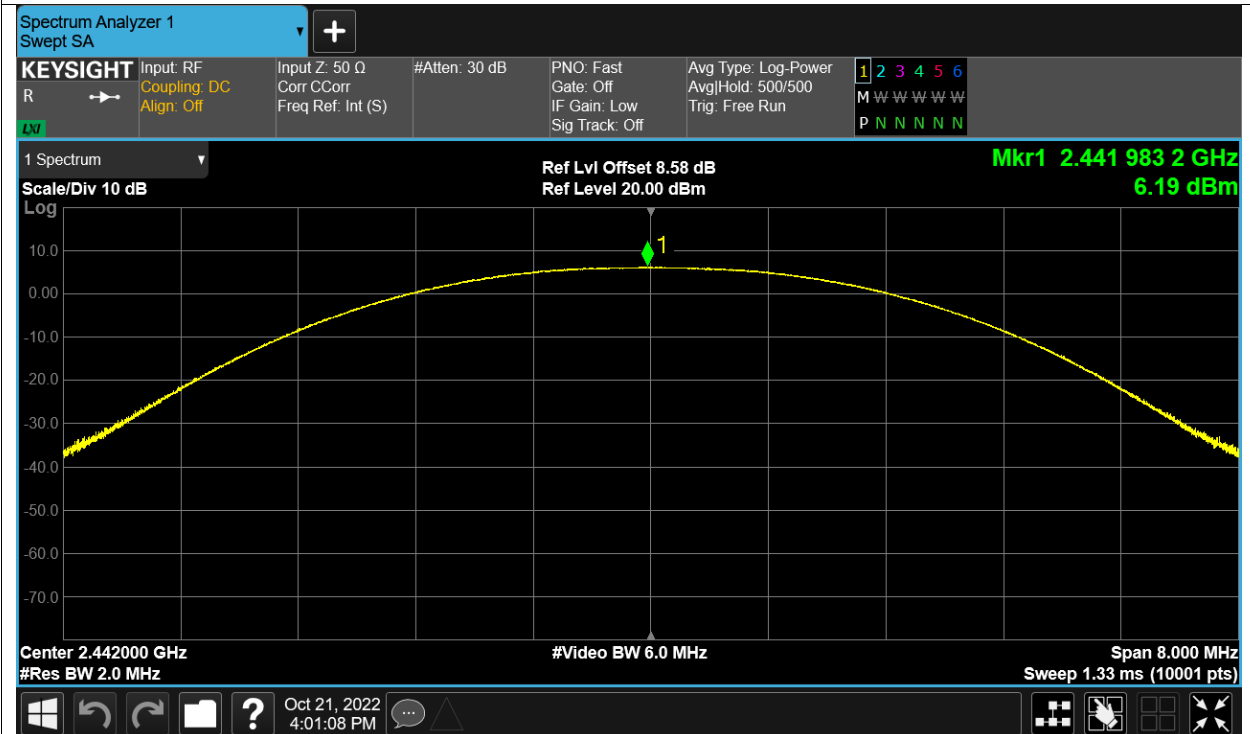 Spectrum Analyzer 1
Swept SA
+
KEYSIGHT
R
LXI
Input: RF
Coupling: DC
Align: Off
Input Z: 50 Ω
Corr CCorr
Freq Ref: Int (S)
#Atten: 30 dB
PNO: Fast
Gate: Off
IF Gain: Low
Sig Track: Off
Avg Type: Log-Power
Avg|Hold: 500/500
Trig: Free Run
1 2 3 4 5 6
M W W W W W
P N N N N N
1 Spectrum
Scale/Div 10 dB
Ref Lvl Offset 8.58 dB
Ref Level 20.00 dBm
Mkr1 2.441 983 2 GHz
6.19 dBm
Log
1
10.0
0.00
-10.0
-20.0
-30.0
-40.0
-50.0
-60.0
-70.0
Center 2.442000 GHz
#Res BW 2.0 MHz
#Video BW 6.0 MHz
Span 8.000 MHz
Sweep 1.33 ms (10001 pts)
?
Oct 21, 2022
4:01:08 PM